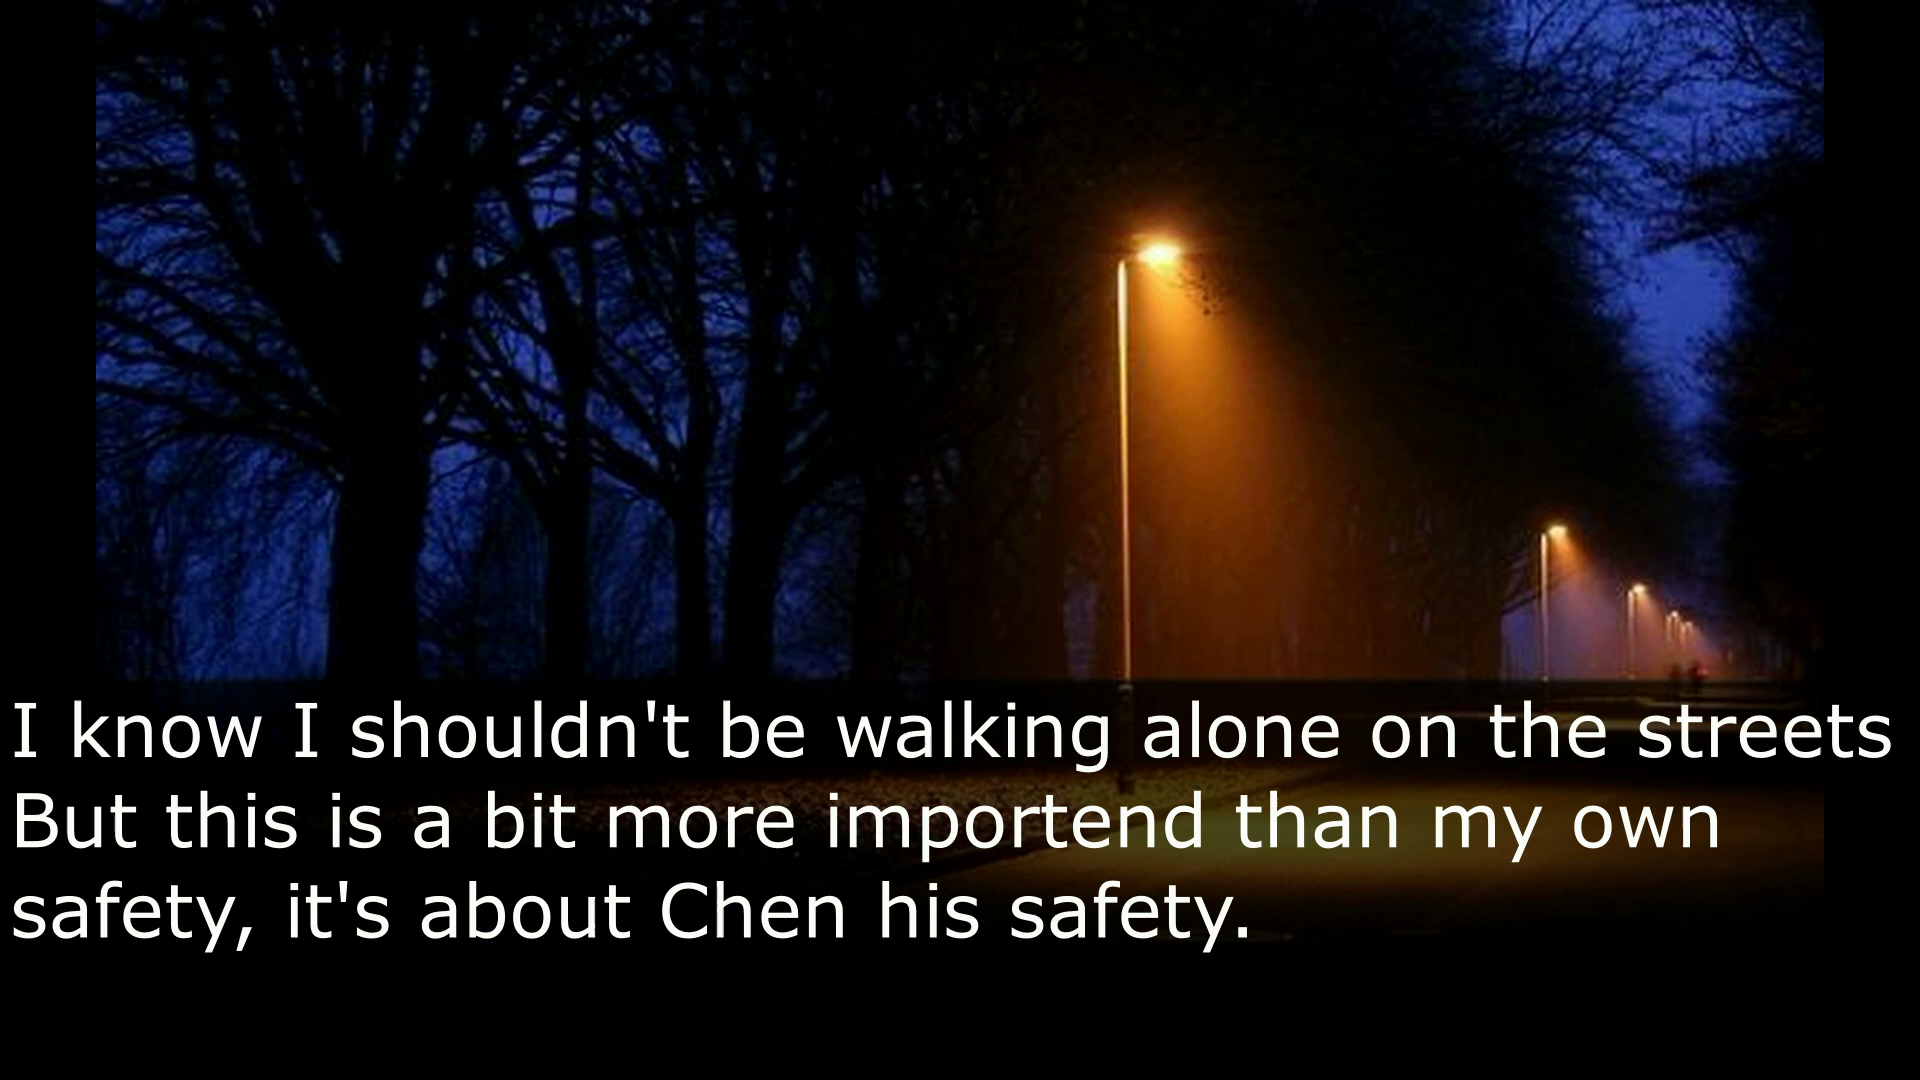 I know I shouldn't be walking alone on the streets
But this is a bit more importend than my own
safety, it's about Chen his safety.